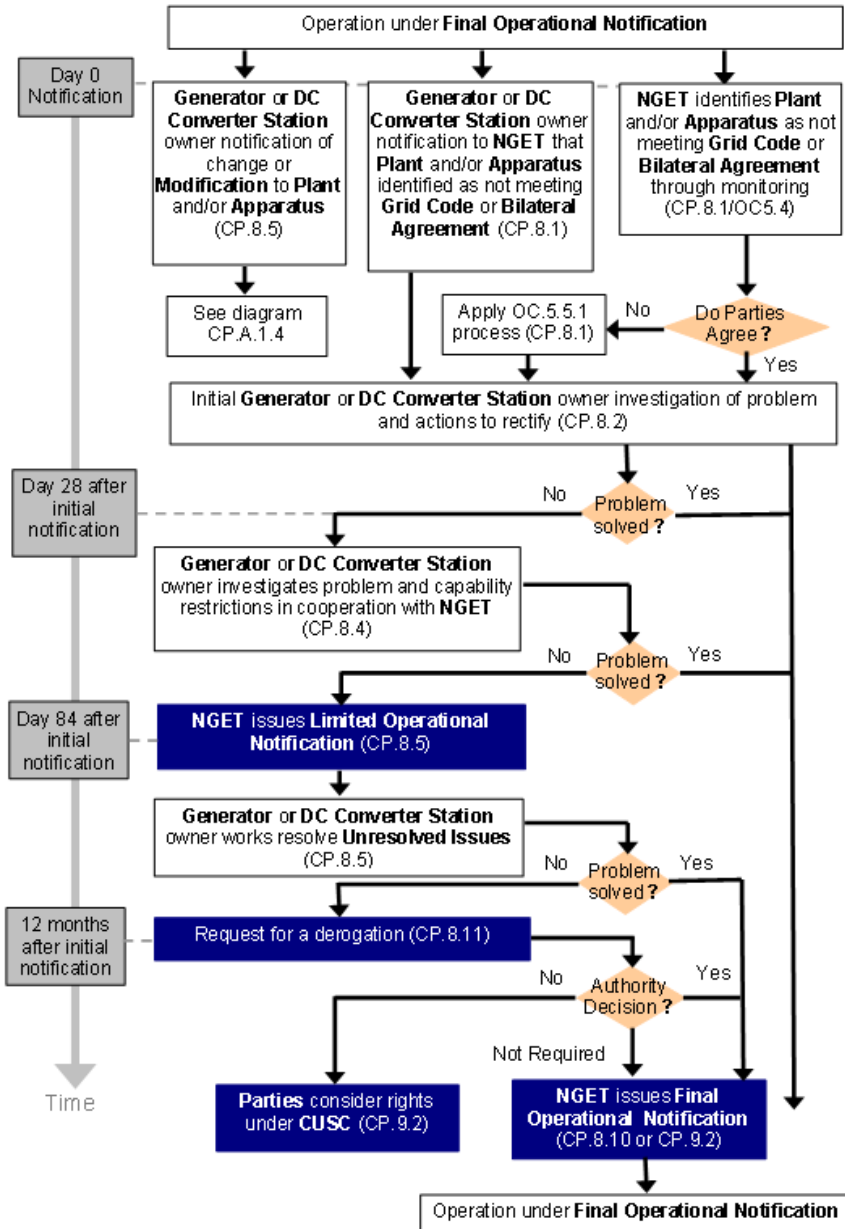 Operation under Final Operational Notification
Day 0
Notification
Generator or DC
Converter Station
owner notification of
change or
Modification to Plant
and/or Apparatus
(CP.8.5)
Generator or DC
Converter Station owner
notification to NGET that
Plant and/or Apparatus
identified as not meeting
Grid Code or Bilateral
Agreement (CP.8.1)
NGET identifies Plant
and/or Apparatus as not
meeting Grid Code or
Bilateral Agreement
through monitoring
(CP.8.1/OC5.4)
See diagram
CP.A.1.4
Apply OC.5.5.1
process (CP.8.1)
No
Do Parties
Agree ?
Yes
Initial Generator or DC Converter Station owner investigation of problem
and actions to rectify (CP.8.2)
Day 28 after
initial
notification
No
Problem
solved ?
Yes
Generator or DC Converter Station
owner investigates problem and capability
restrictions in cooperation with NGET
(CP.8.4)
No
Problem
solved ?
Yes
Day 84 after
initial
notification
NGET issues Limited Operational
Notification (CP.8.5)
Generator or DC Converter Station
owner works resolve Unresolved Issues
(CP.8.5)
No
Problem
solved ?
Yes
12 months
after initial
notification
Request for a derogation (CP.8.11)
No
Authority
Decision ?
Yes
Not Required
Time
Parties consider rights
under CUSC (CP.9.2)
NGET issues Final
Operational Notification
(CP.8.10 or CP.9.2)
Operation under Final Operational Notification